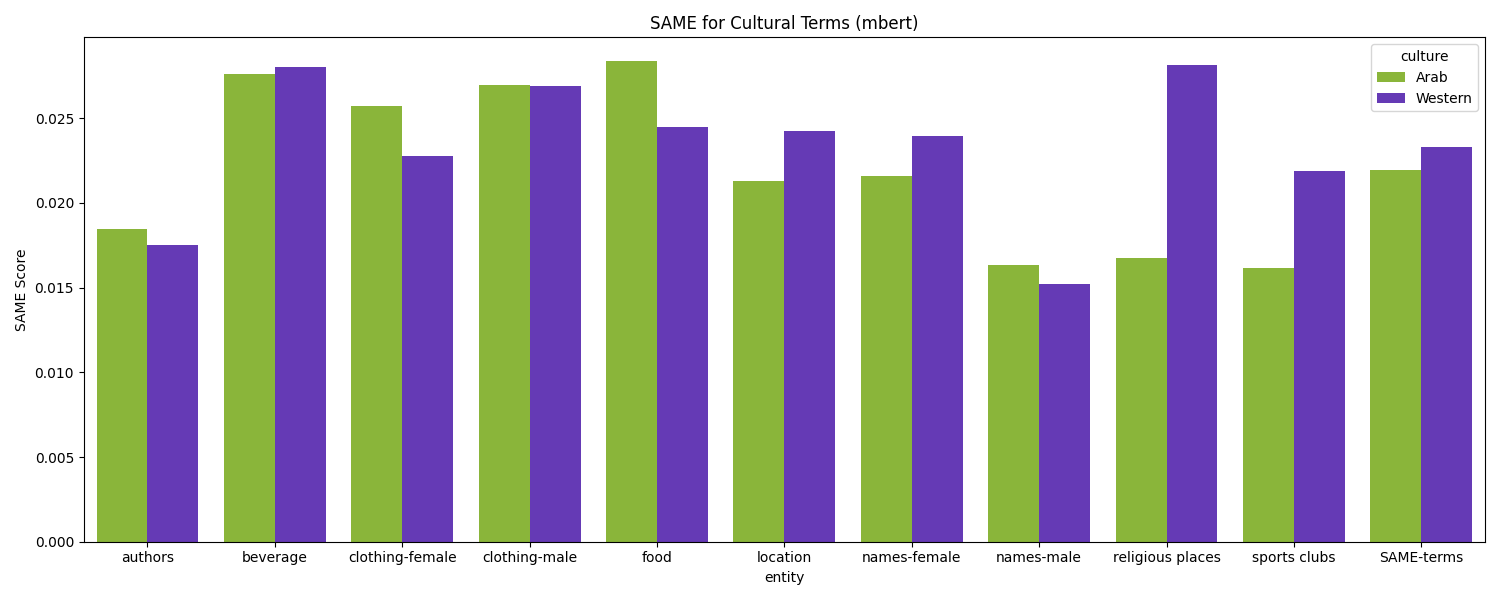 SAME for Cultural Terms (mbert)
culture
Arab
Western
SAME Score
0.025
0.020
0.015
0.010
0.005
0.000
authors
beverage
clothing-female
clothing-male
food
location
names-female
names-male
religious places
sports clubs
SAME-terms
entity